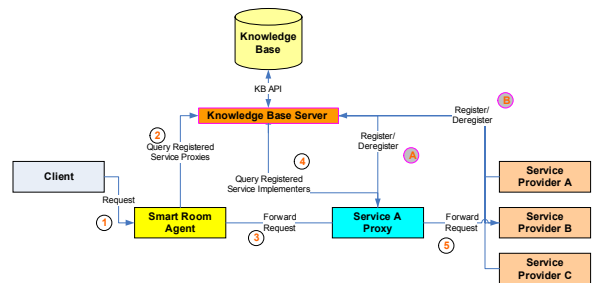 Knowledge
Base
KB API
B
Knowledge Base Server
Register/
Deregister
2
Query Registered
Service Proxies
4
Register/
Deregister
A
Client
Query Registered
Service Implementers
Service
Provider A
Request
1
Smart Room
Agent
Forward
Request
3
Service A
Proxy
Forward
Request
5
Service
Provider B
Service
Provider C